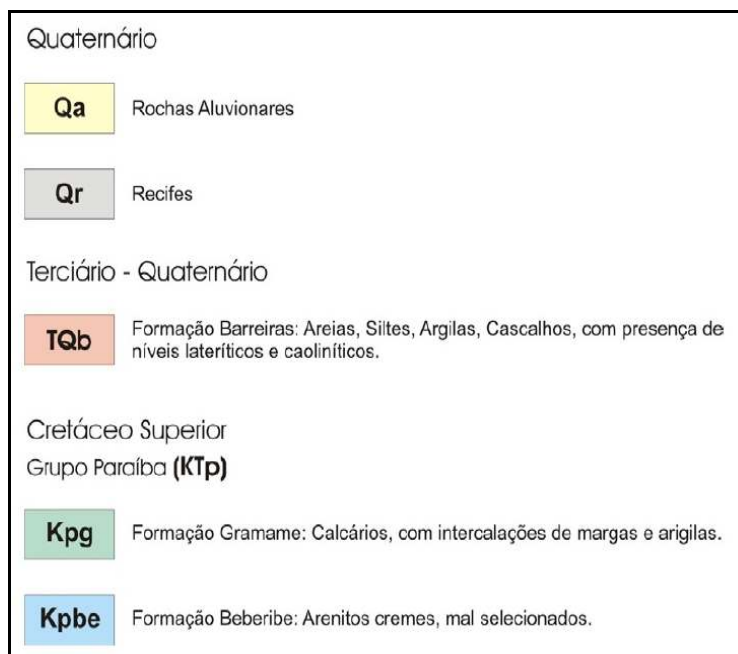 Quaternário
Qa Rochas Aluvionares
Qr Recifes
Terciário - Quaternário
TQb Formação Barreiras: Areias, Siltes, Argilas, Cascalhos, com presença de
níveis lateríticos e caoliníticos.
Cretáceo Superior
Grupo Paraíba (KTp)
Kpg Formação Gramame: Calcários, com intercalações de margas e arigilas.
Kpbe Formação Beberibe: Arenitos cremes, mal selecionados.